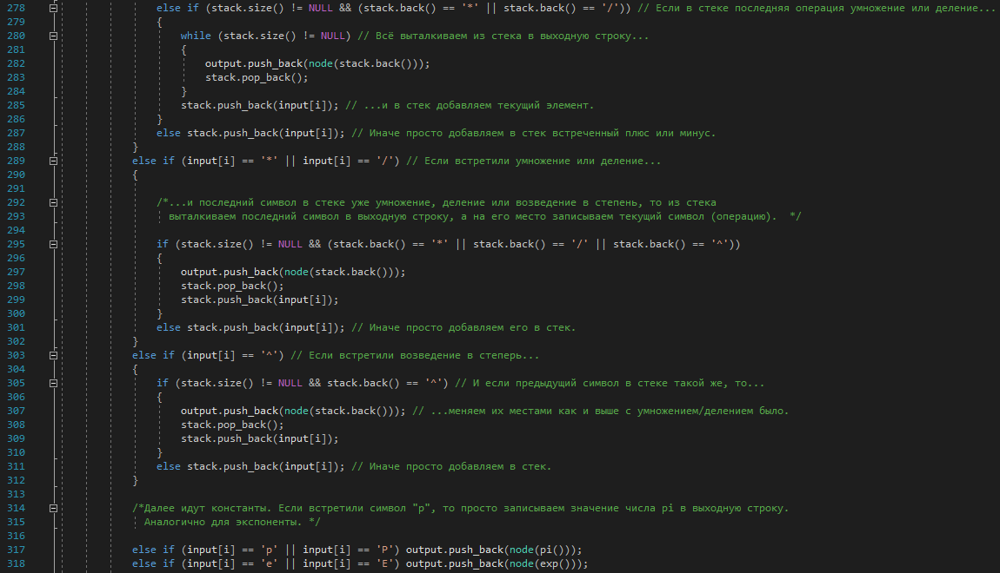 278 else if (stack.size() != NULL && (stack.back() == '*' || stack.back() == '/')) // Если в стеке последняя операция умножение или деление...
279 {
280 while (stack.size() != NULL) // Всё выталкиваем из стека в выходную строку...
281 {
282 output.push_back(node(stack.back()));
283 stack.pop_back();
284 }
285 stack.push_back(input[i]); // ...и в стек добавляем текущий элемент.
286 }
287 else stack.push_back(input[i]); // Иначе просто добавляем в стек встреченный плюс или минус.
288 }
289 else if (input[i] == '*' || input[i] == '/') // Если встретили умножение или деление...
290 {
291
292 /*...и последний символ в стеке уже умножение, деление или возведение в степень, то из стека
293 выталкиваем последний символ в выходную строку, а на его место записываем текущий символ (операцию). */
294
295 if (stack.size() != NULL && (stack.back() == '*' || stack.back() == '/' || stack.back() == '^'))
296 {
297 output.push_back(node(stack.back()));
298 stack.pop_back();
299 stack.push_back(input[i]);
300 }
301 else stack.push_back(input[i]); // Иначе просто добавляем его в стек.
302 }
303 else if (input[i] == '^') // Если встретили возведение в степерь...
304 {
305 if (stack.size() != NULL && stack.back() == '^') // И если предыдущий символ в стеке такой же, то...
306 {
307 output.push_back(node(stack.back())); // ...меняем их местами как и выше с умножением/делением было.
308 stack.pop_back();
309 stack.push_back(input[i]);
310 }
311 else stack.push_back(input[i]); // Иначе просто добавляем в стек.
312 }
313
314 /*Далее идут константы. Если встретили символ "p", то просто записываем значение числа pi в выходную строку.
315 Аналогично для экспоненты. */
316
317 else if (input[i] == 'p' || input[i] == 'P') output.push_back(node(pi()));
318 else if (input[i] == 'e' || input[i] == 'E') output.push_back(node(exp()));